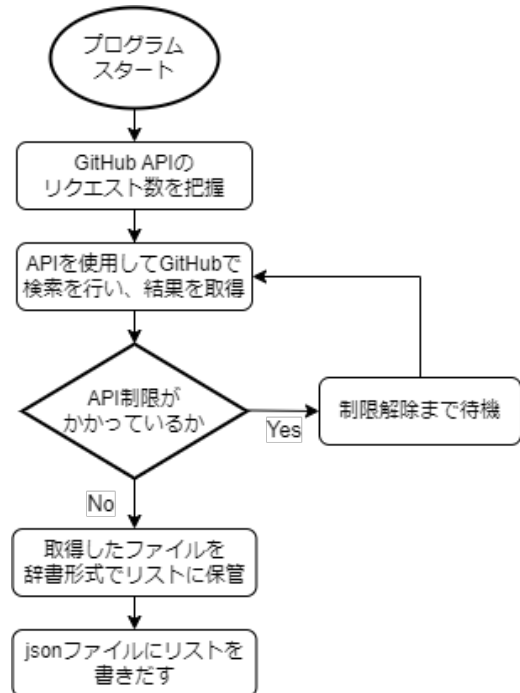 プログラム
スタート
GitHub APIの
リクエスト数を把握
APIを使用してGitHubで
検索を行い、結果を取得
API制限が
かかっているか
Yes
制限解除まで待機
No
取得したファイルを
辞書形式でリストに保管
jsonファイルにリストを
書きだす